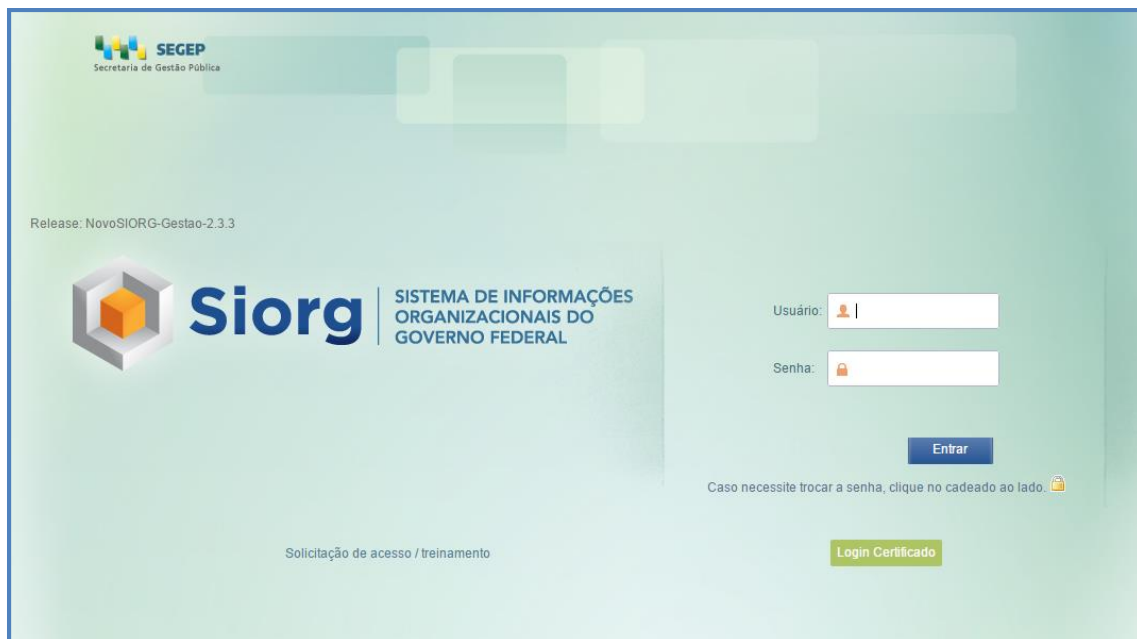 SEGEP
Secretaria de Gestão Pública
Release: NovoSIORG-Gestao-2.3.3
Siorg
SISTEMA DE INFORMAÇÕES
ORGANIZACIONAIS DO
GOVERNO FEDERAL
Usuário:
Senha:
Entrar
Caso necessite trocar a senha, clique no cadeado ao lado.
Solicitação de acesso / treinamento
Login Certificado